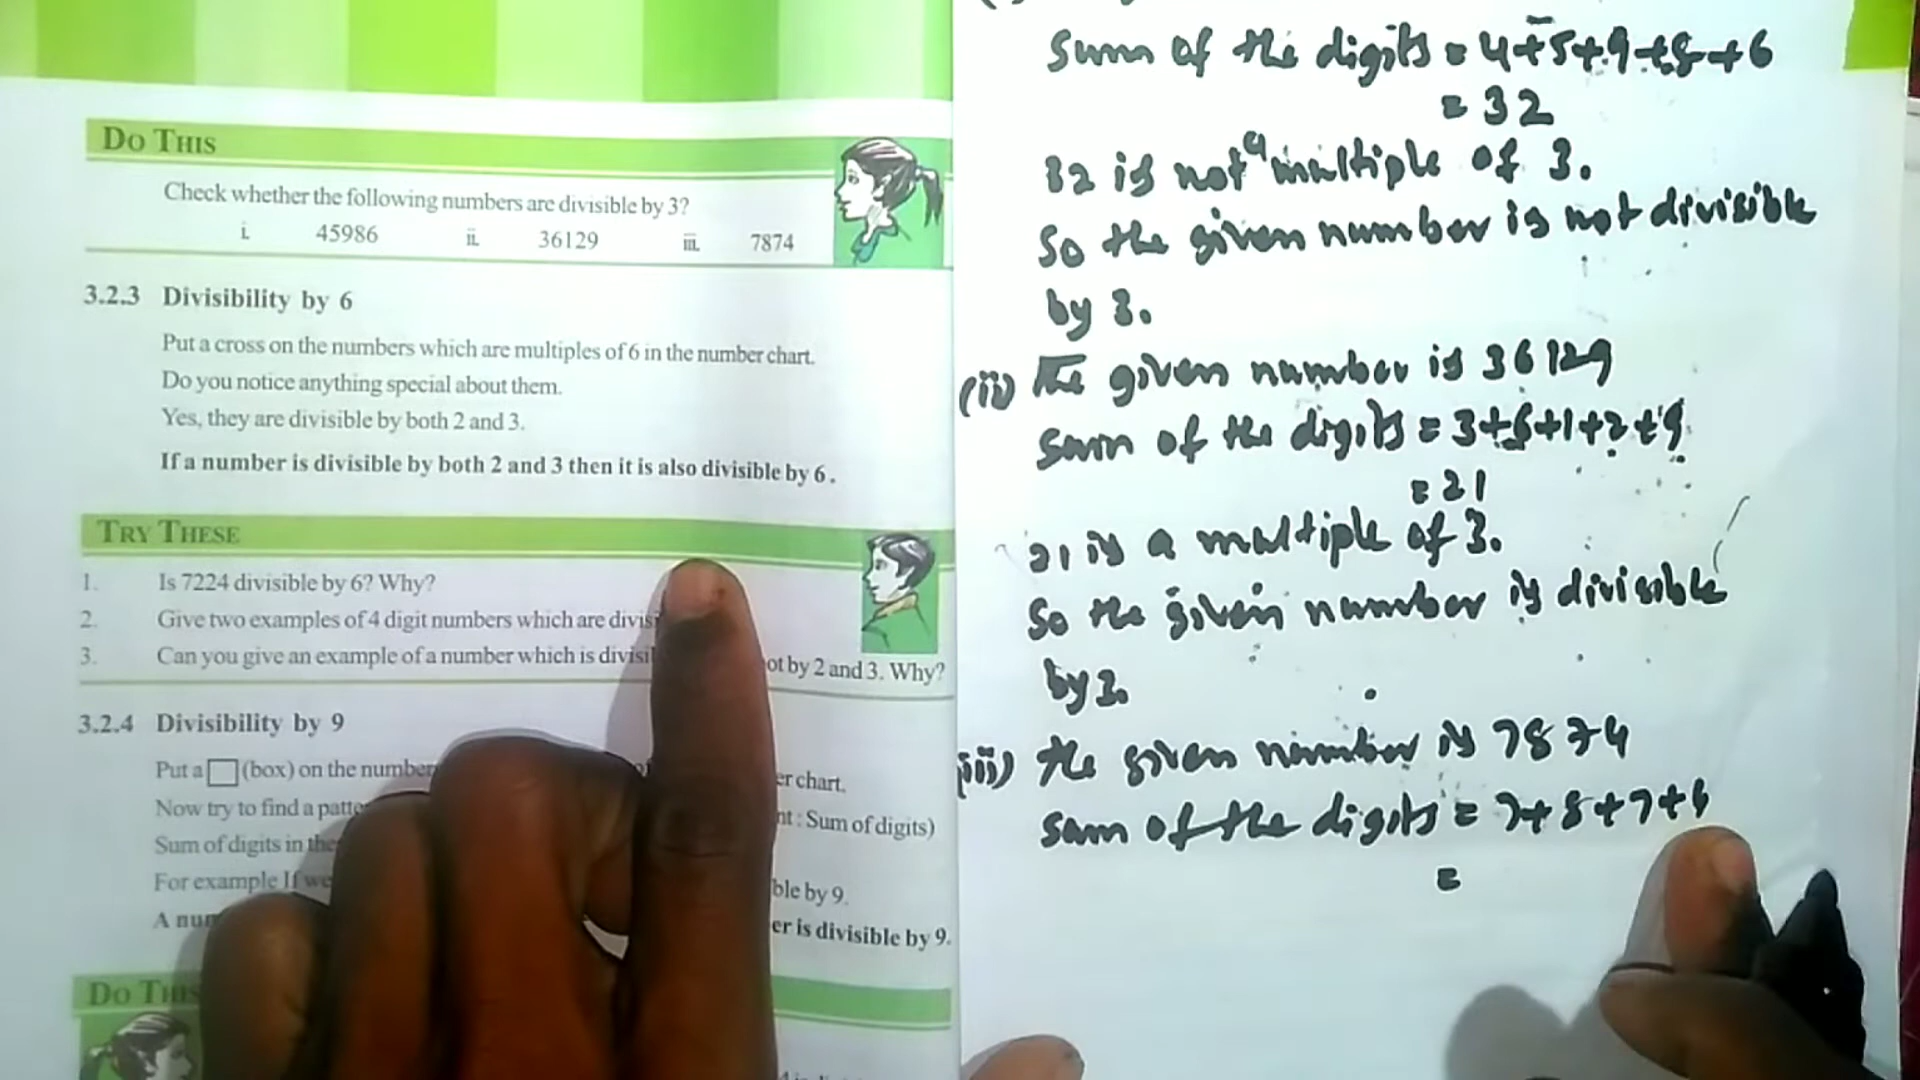 DO THIS
Check whether the following numbers are divisible by 3?
i. 45986 ii. 36129 iii. 7874
3.2.3 Divisibility by 6
Put a cross on the numbers which are multiples of 6 in the number chart.
Do you notice anything special about them.
Yes, they are divisible by both 2 and 3.
If a number is divisible by both 2 and 3 then it is also divisible by 6.
TRY THESE
1. Is 7224 divisible by 6? Why?
2. Give two examples of 4 digit numbers which are
3. Can you give an example of a number which is ot by 2 and 3. Why?
3.2.4 Divisibility by 9
Put a (box) on the number er chart.
Now try to find a nt : Sum of digits)
Sum of digits in the
For example If we ble by 9.
A er is divisible by 9.
DO THIS
Sum of the digits = 4+5+9+8+6
= 32
32 is not a multiple of 3.
So the given number is not divisible
by 3.
(ii) The given number is 36129
Sum of the digits = 3+6+1+2+9
= 21
21 is a multiple of 3.
So the given number is divisible
by 3.
(iii) the given number is 7874
sum of the digits = 7+8+7+4
=